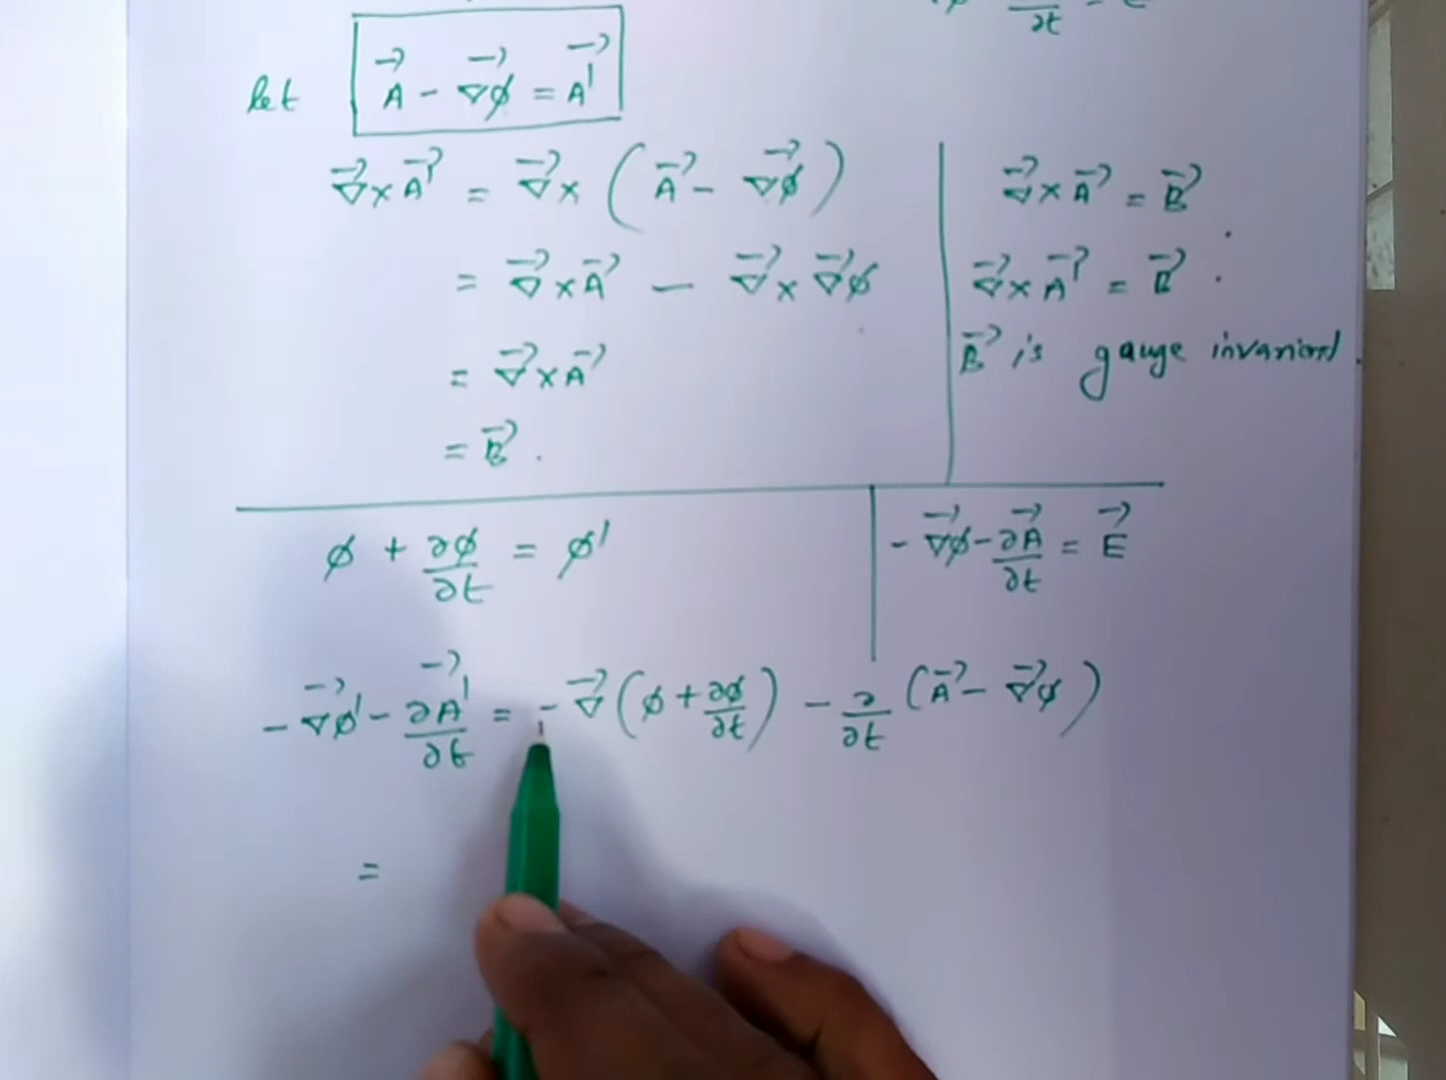 ∂t
let A⃗ - ∇⃗ϕ = A⃗'
∇⃗×A⃗' = ∇⃗× (A⃗ - ∇⃗ϕ)
= ∇⃗×A⃗ - ∇⃗×∇⃗ϕ
= ∇⃗×A⃗
= B⃗.
∇⃗×A⃗ = B⃗
∇⃗×A⃗' = B⃗
B⃗ is gauge invariant
ϕ + ∂ϕ/∂t = ϕ'
-∇⃗ϕ - ∂A⃗/∂t = E⃗
-∇⃗ϕ' - ∂A⃗'/∂t = -∇⃗(ϕ + ∂ϕ/∂t) - ∂/∂t (A⃗ - ∇⃗ϕ)
=